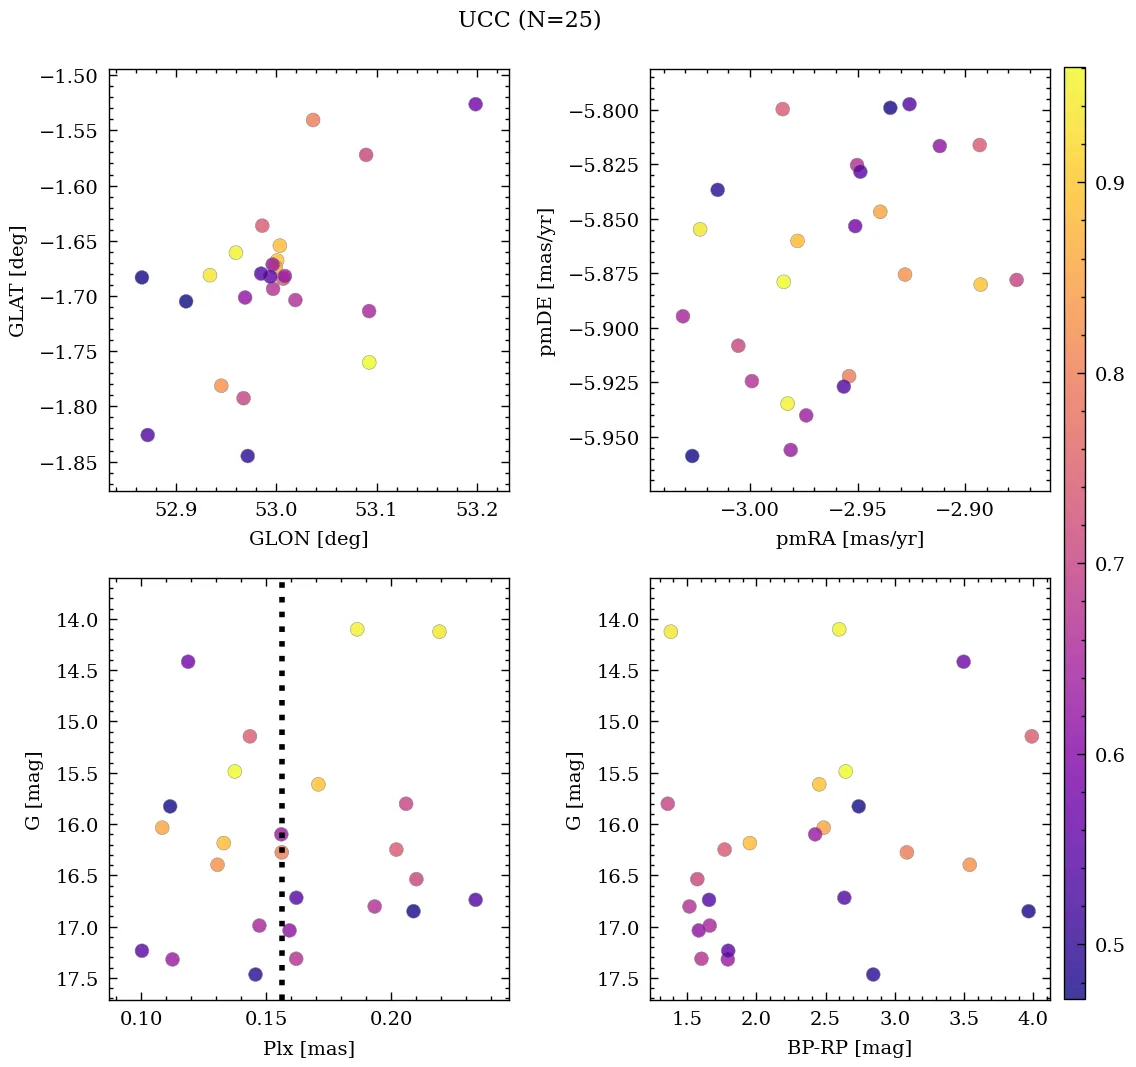 UCC (N=25)
−1.50
−1.55
−1.60
−1.65
−1.70
−1.75
−1.80
−1.85
GLAT [deg]
52.9 53.0 53.1 53.2
GLON [deg]
−5.800
−5.825
−5.850
−5.875
−5.900
−5.925
−5.950
pmDE [mas/yr]
−3.00 −2.95 −2.90
pmRA [mas/yr]
14.0
14.5
15.0
15.5
16.0
16.5
17.0
17.5
G [mag]
0.10 0.15 0.20
Plx [mas]
14.0
14.5
15.0
15.5
16.0
16.5
17.0
17.5
G [mag]
1.5 2.0 2.5 3.0 3.5 4.0
BP-RP [mag]
0.9
0.8
0.7
0.6
0.5